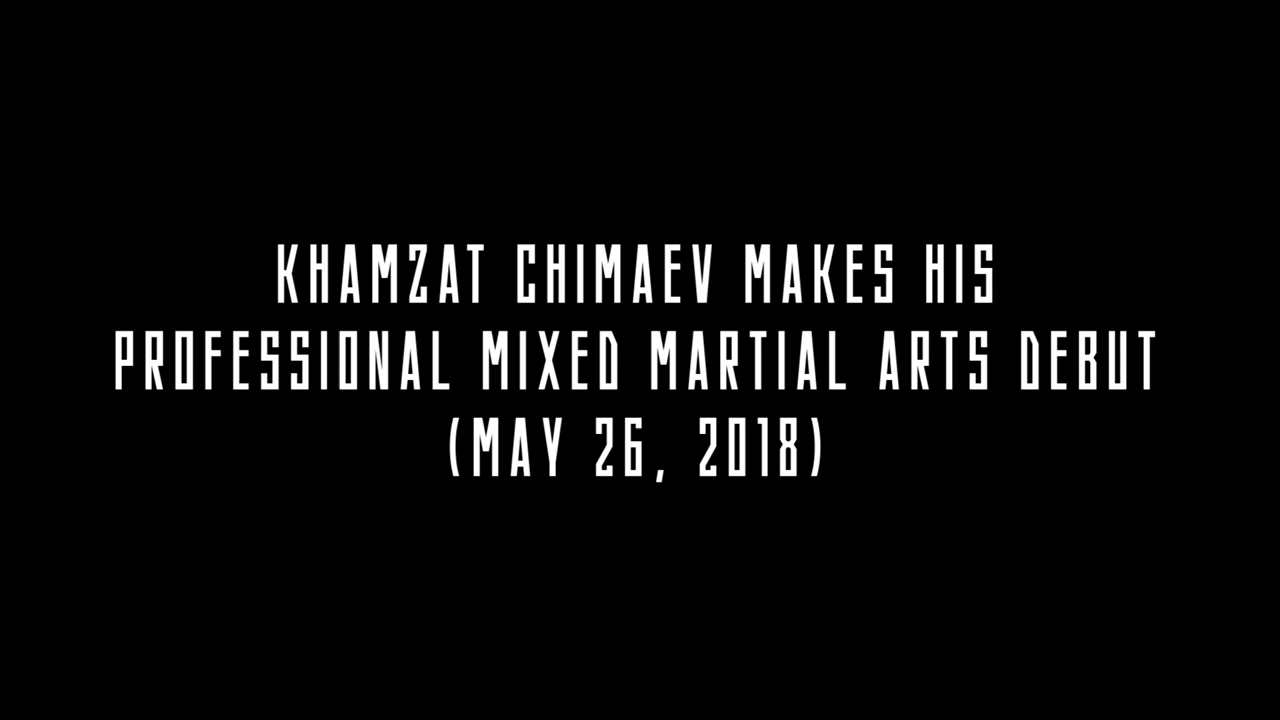 KHAMZAT CHIMAEV MAKES HIS
PROFESSIONAL MIXED MARTIAL ARTS DEBUT
(MAY 26, 2018)